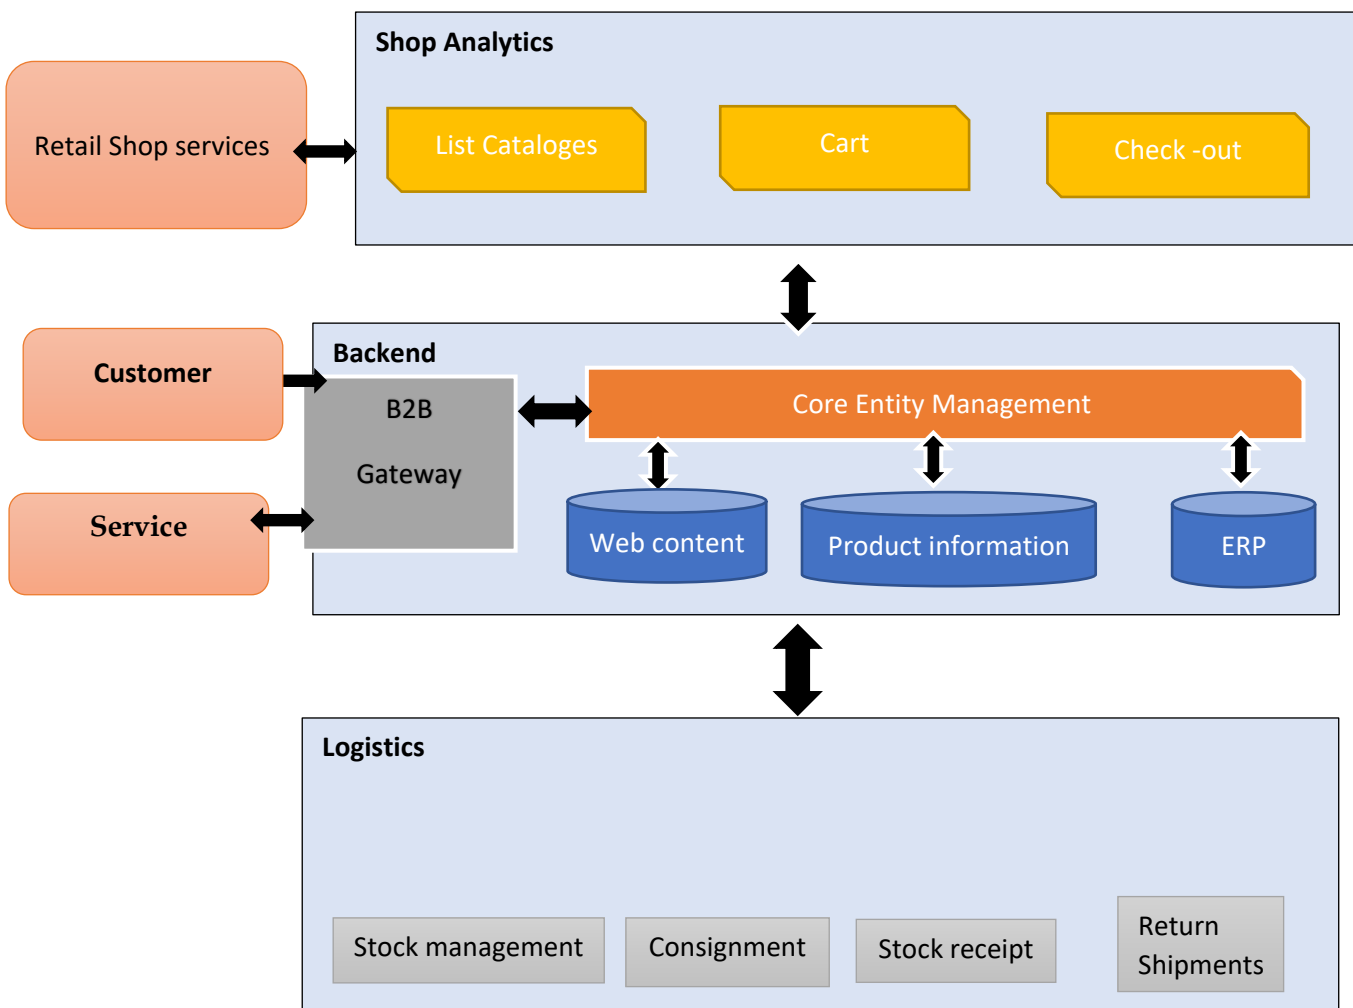 Shop Analytics
Retail Shop services
List Cataloges
Cart
Check -out
Backend
Customer
B2B
Gateway
Core Entity Management
Service
Web content
Product information
ERP
Logistics
Stock management
Consignment
Stock receipt
Return
Shipments